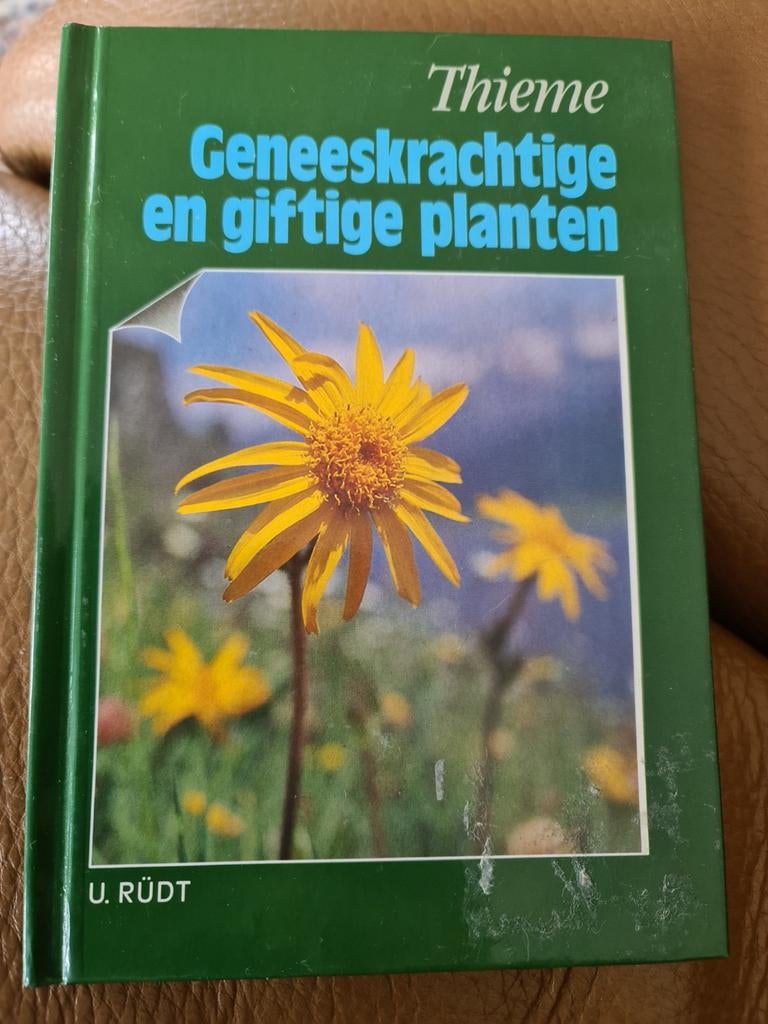 Thieme
Geneeskrachtige
en giftige planten
U. RÜDT